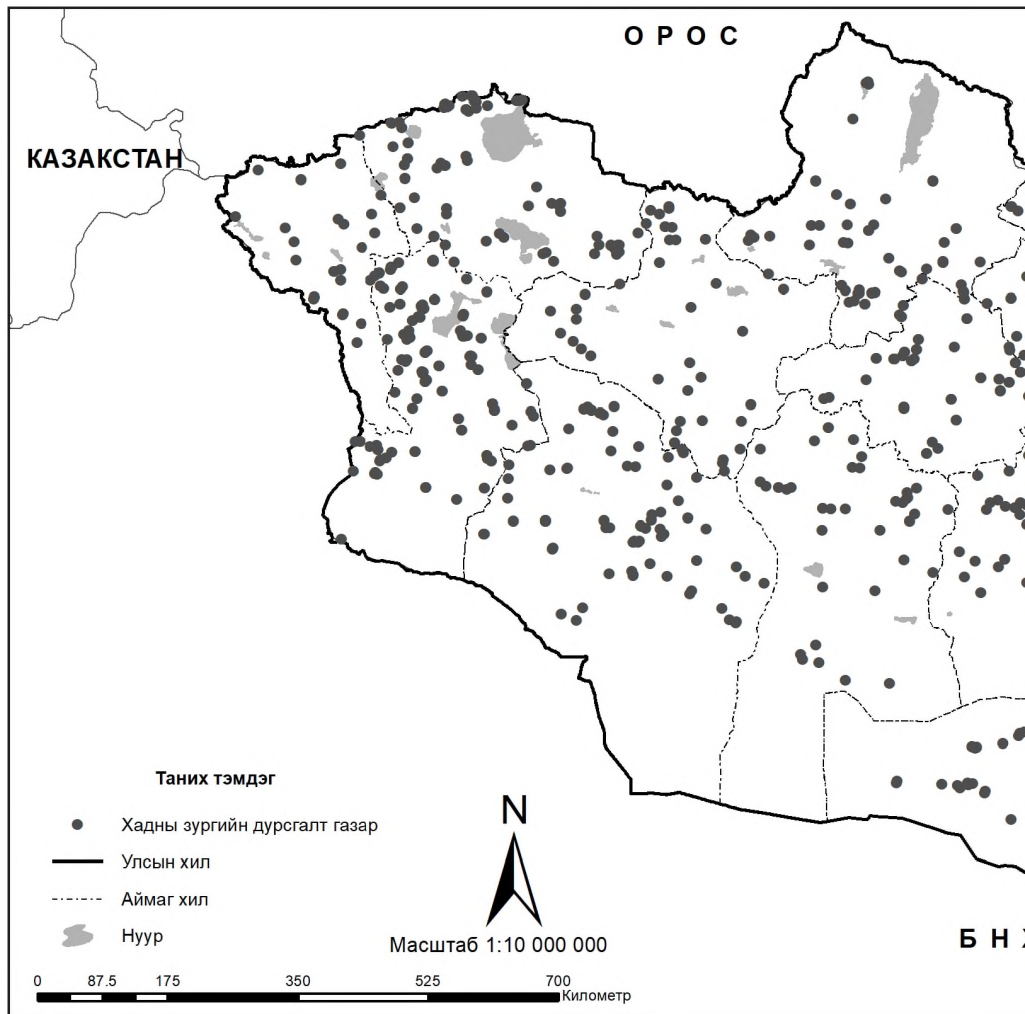 О Р О С
КАЗАКСТАН
Таних тэмдэг
Хадны зургийн дурсгалт газар
Улсын хил
Аймаг хил
Нуур
N
Масштаб 1:10 000 000
0 87.5 175 350 525 700
Километр
Б Н